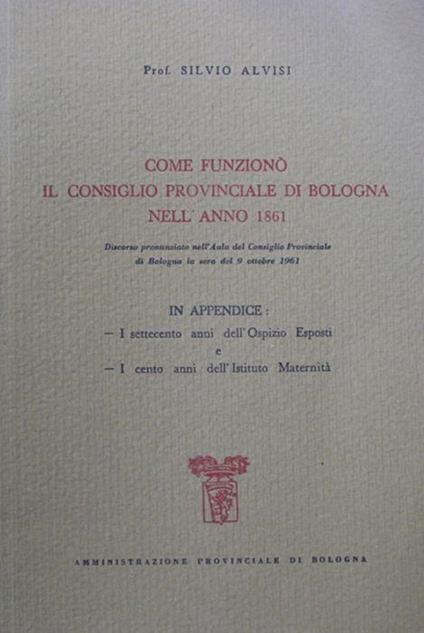 Prof. SILVIO ALVISI
COME FUNZIONÒ
IL CONSIGLIO PROVINCIALE DI BOLOGNA
NELL'ANNO 1861
Discorso pronunziato nell'Aula del Consiglio Provinciale
di Bologna la sera del 9 ottobre 1961
IN APPENDICE :
— I settecento anni dell'Ospizio Esposti
e
— I cento anni dell'Istituto Maternità
AMMINISTRAZIONE PROVINCIALE DI BOLOGNA